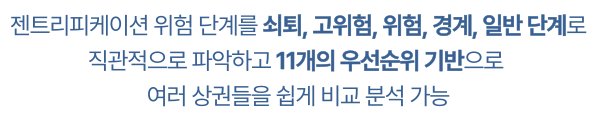 젠트리피케이션 위험 단계를 쇠퇴, 고위험, 위험, 경계, 일반 단계로
직관적으로 파악하고 11개의 우선순위 기반으로
여러 상권들을 쉽게 비교 분석 가능